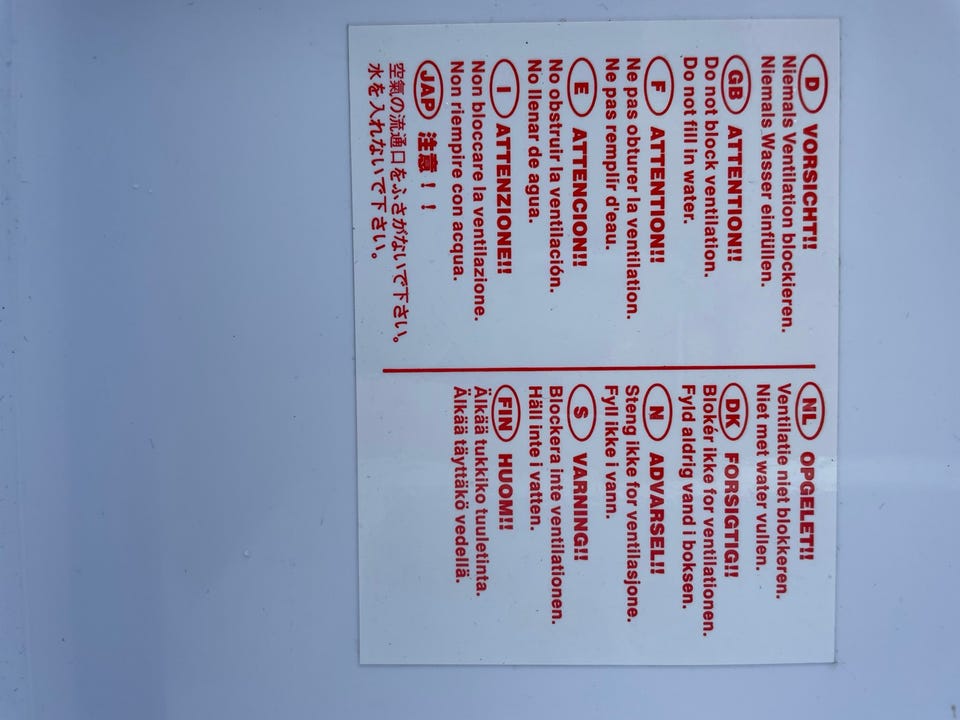 D VORSICHT!!
Niemals Ventilation blockieren.
Niemals Wasser einfüllen.
GB ATTENTION!!
Do not block ventilation.
Do not fill in water.
F ATTENTION!!
Ne pas obturer la ventilation.
Ne pas remplir d'eau.
E ATTENCION!!
No obstruir la ventilación.
No llenar de agua.
I ATTENZIONE!!
Non bloccare la ventilazione.
Non riempire con acqua.
JAP 注意！！
空氣の流通口をふさがないで下さい。
水を入れないで下さい。
NL OPGELET!!
Ventilatie niet blokkeren.
Niet met water vullen.
DK FORSIGTIG!!
Blokér ikke for ventilationen.
Fyld aldrig vand i boksen.
N ADVARSEL!!
Steng ikke for ventilasjone.
Fyll ikke i vann.
S VARNING!!
Blockera inte ventilationen.
Häll inte i vatten.
FIN HUOM!!
Älkää tukkiko tuuletinta.
Älkää täyttäkö vedellä.